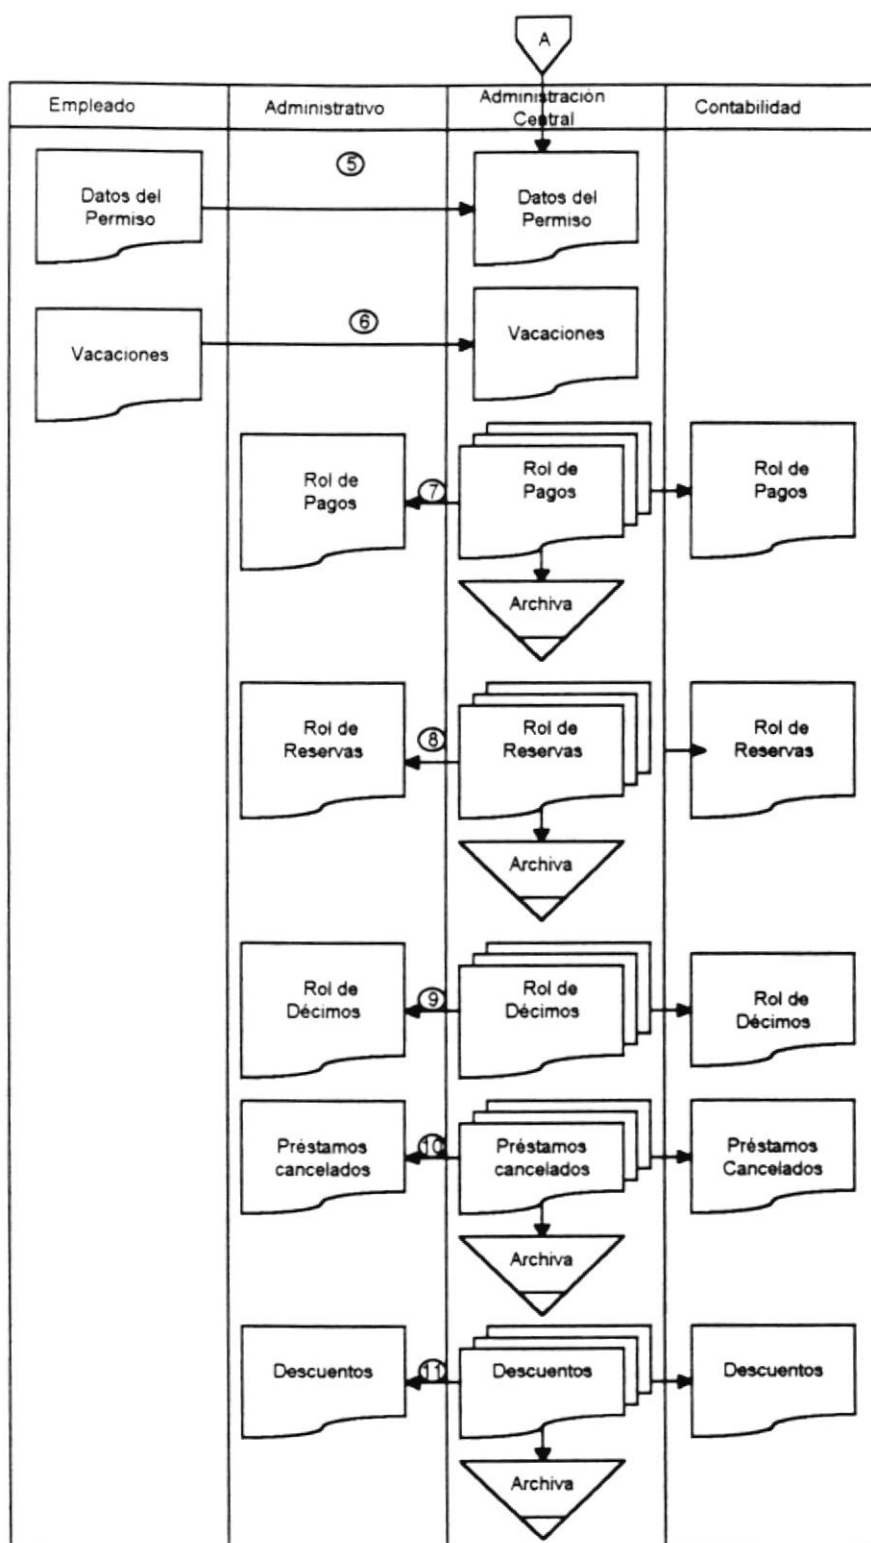 A
Empleado
Administrativo
Administración
Central
Contabilidad
5
Datos del
Permiso
Datos del
Permiso
6
Vacaciones
Vacaciones
Rol de
Pagos
7
Rol de
Pagos
Rol de
Pagos
Archiva
Rol de
Reservas
8
Rol de
Reservas
Rol de
Reservas
Archiva
Rol de
Décimos
9
Rol de
Décimos
Rol de
Décimos
Préstamos
cancelados
10
Préstamos
cancelados
Préstamos
Cancelados
Archiva
Descuentos
11
Descuentos
Descuentos
Archiva